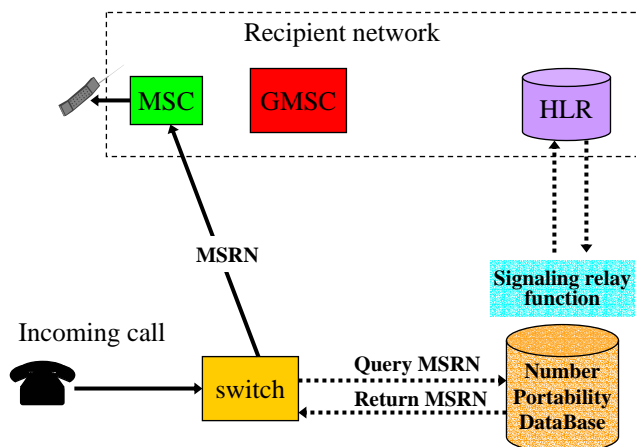 Recipient network
MSC
GMSC
HLR
MSRN
Signaling relay
function
Incoming call
switch
Query MSRN
Return MSRN
Number
Portability
DataBase